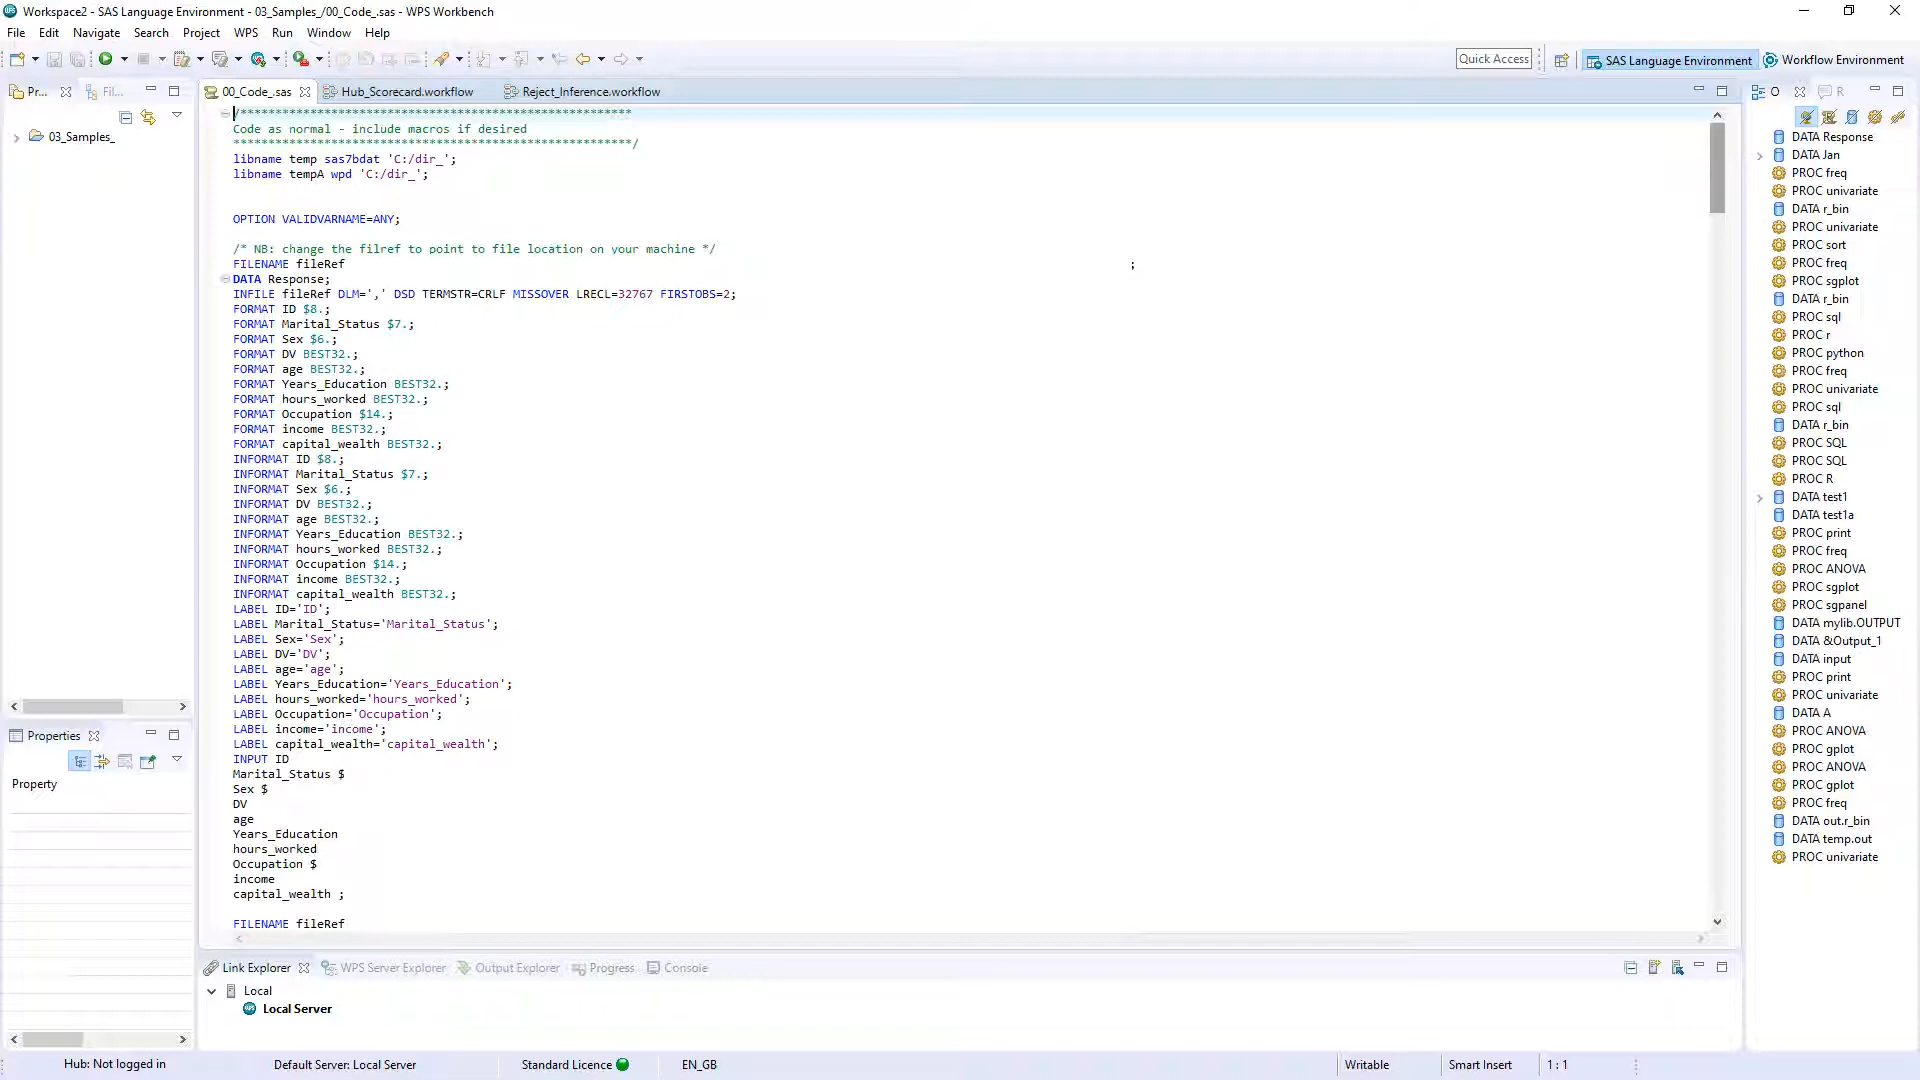 Workspace2 - SAS Language Environment - 03_Samples_/00_Code_.sas - WPS Workbench
File Edit Navigate Search Project WPS Run Window Help
Quick Access
SAS Language Environment
Workflow Environment
Pr...
Fil...
03_Samples_
00_Code_.sas
Hub_Scorecard.workflow
Reject_Inference.workflow
/********************************************************
Code as normal - include macros if desired
*********************************************************/
libname temp sas7bdat 'C:/dir_';
libname tempA wpd 'C:/dir_';
OPTION VALIDVARNAME=ANY;
/* NB: change the filref to point to file location on your machine */
FILENAME fileRef ;
DATA Response;
INFILE fileRef DLM=',' DSD TERMSTR=CRLF MISSOVER LRECL=32767 FIRSTOBS=2;
FORMAT ID $8.;
FORMAT Marital_Status $7.;
FORMAT Sex $6.;
FORMAT DV BEST32.;
FORMAT age BEST32.;
FORMAT Years_Education BEST32.;
FORMAT hours_worked BEST32.;
FORMAT Occupation $14.;
FORMAT income BEST32.;
FORMAT capital_wealth BEST32.;
INFORMAT ID $8.;
INFORMAT Marital_Status $7.;
INFORMAT Sex $6.;
INFORMAT DV BEST32.;
INFORMAT age BEST32.;
INFORMAT Years_Education BEST32.;
INFORMAT hours_worked BEST32.;
INFORMAT Occupation $14.;
INFORMAT income BEST32.;
INFORMAT capital_wealth BEST32.;
LABEL ID='ID';
LABEL Marital_Status='Marital_Status';
LABEL Sex='Sex';
LABEL DV='DV';
LABEL age='age';
LABEL Years_Education='Years_Education';
LABEL hours_worked='hours_worked';
LABEL Occupation='Occupation';
LABEL income='income';
LABEL capital_wealth='capital_wealth';
INPUT ID
Marital_Status $
Sex $
DV
age
Years_Education
hours_worked
Occupation $
income
capital_wealth ;
FILENAME fileRef
O
R
DATA Response
DATA Jan
PROC freq
PROC univariate
DATA r_bin
PROC univariate
PROC sort
PROC freq
PROC sgplot
DATA r_bin
PROC sql
PROC r
PROC python
PROC freq
PROC univariate
PROC sql
DATA r_bin
PROC SQL
PROC SQL
PROC R
DATA test1
DATA test1a
PROC print
PROC freq
PROC ANOVA
PROC sgplot
PROC sgpanel
DATA mylib.OUTPUT
DATA &Output_1
DATA input
PROC print
PROC univariate
DATA A
PROC ANOVA
PROC gplot
PROC ANOVA
PROC gplot
PROC freq
DATA out.r_bin
DATA temp.out
PROC univariate
Properties
Property
Link Explorer
WPS Server Explorer
Output Explorer
Progress
Console
Local
Local Server
Hub: Not logged in
Default Server: Local Server
Standard Licence
EN_GB
Writable
Smart Insert
1 : 1